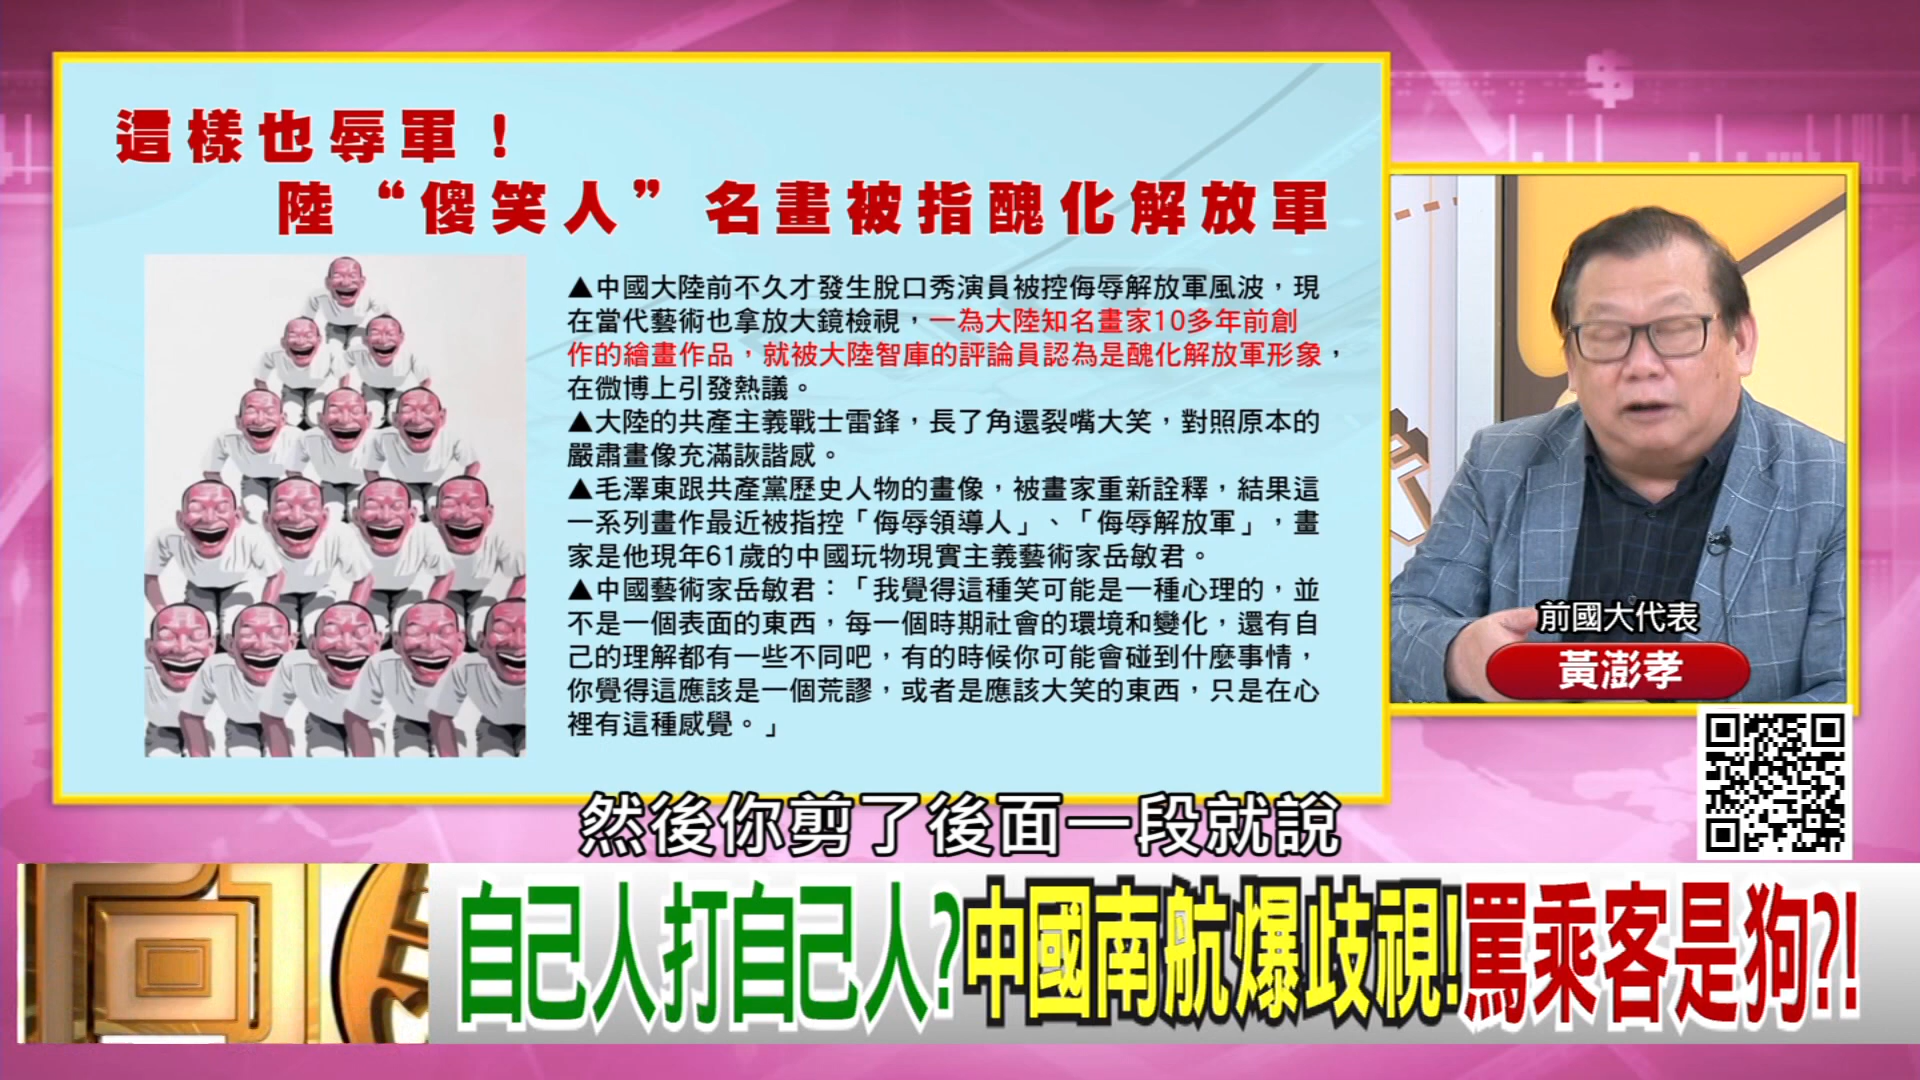 這樣也辱軍！
陸“傻笑人”名畫被指醜化解放軍
▲中國大陸前不久才發生脫口秀演員被控侮辱解放軍風波，現
在當代藝術也拿放大鏡檢視，一為大陸知名畫家10多年前創
作的繪畫作品，就被大陸智庫的評論員認為是醜化解放軍形象，
在微博上引發熱議。
▲大陸的共產主義戰士雷鋒，長了角還裂嘴大笑，對照原本的
嚴肅畫像充滿詼諧感。
▲毛澤東跟共產黨歷史人物的畫像，被畫家重新詮釋，結果這
一系列畫作最近被指控「侮辱領導人」、「侮辱解放軍」，畫
家是他現年61歲的中國玩物現實主義藝術家岳敏君。
▲中國藝術家岳敏君：「我覺得這種笑可能是一種心理的，並
不是一個表面的東西，每一個時期社會的環境和變化，還有自
己的理解都有一些不同吧，有的時候你可能會碰到什麼事情，
你覺得這應該是一個荒謬，或者是應該大笑的東西，只是在心
裡有這種感覺。」
前國大代表
黃澎孝
然後你剪了後面一段就說
自己人打自己人?中國南航爆歧視!罵乘客是狗?!